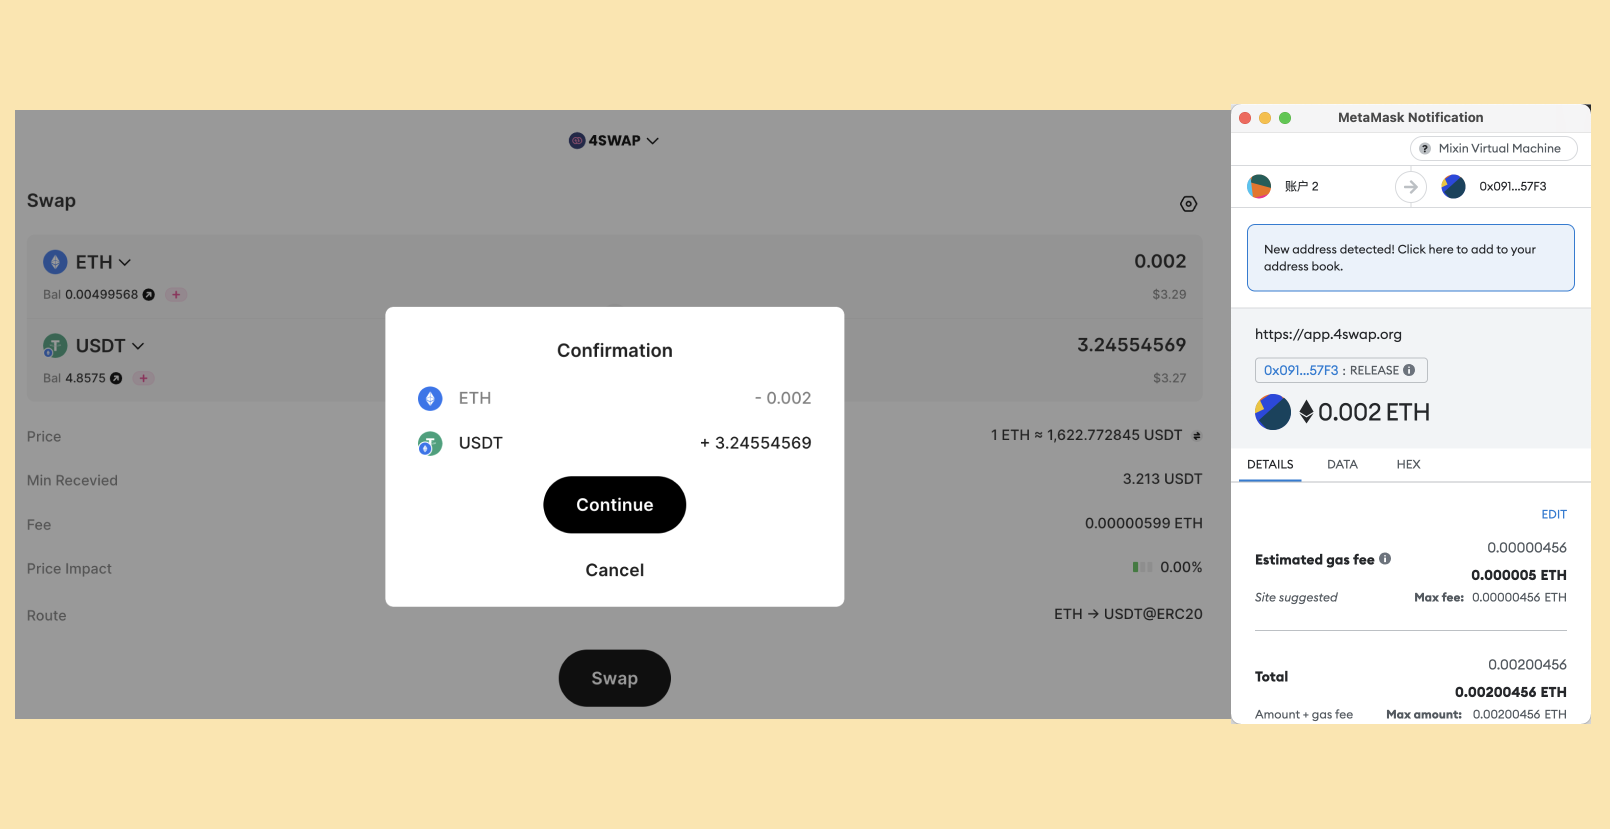 4SWAP
Swap
ETH
0.002
Bal 0.00499568
+
$3.29
USDT
3.24554569
Bal 4.8575
+
$3.27
Price
1 ETH ≈ 1,622.772845 USDT
Min Recevied
3.213 USDT
Fee
0.00000599 ETH
Price Impact
0.00%
Route
ETH → USDT@ERC20
Swap
Confirmation
ETH
- 0.002
USDT
+ 3.24554569
Continue
Cancel
MetaMask Notification
? Mixin Virtual Machine
账户 2
0x091...57F3
New address detected! Click here to add to your
address book.
https://app.4swap.org
0x091...57F3 : RELEASE
0.002 ETH
DETAILS
DATA
HEX
EDIT
0.00000456
Estimated gas fee
0.000005 ETH
Site suggested
Max fee: 0.00000456 ETH
0.00200456
Total
0.00200456 ETH
Amount + gas fee
Max amount: 0.00200456 ETH